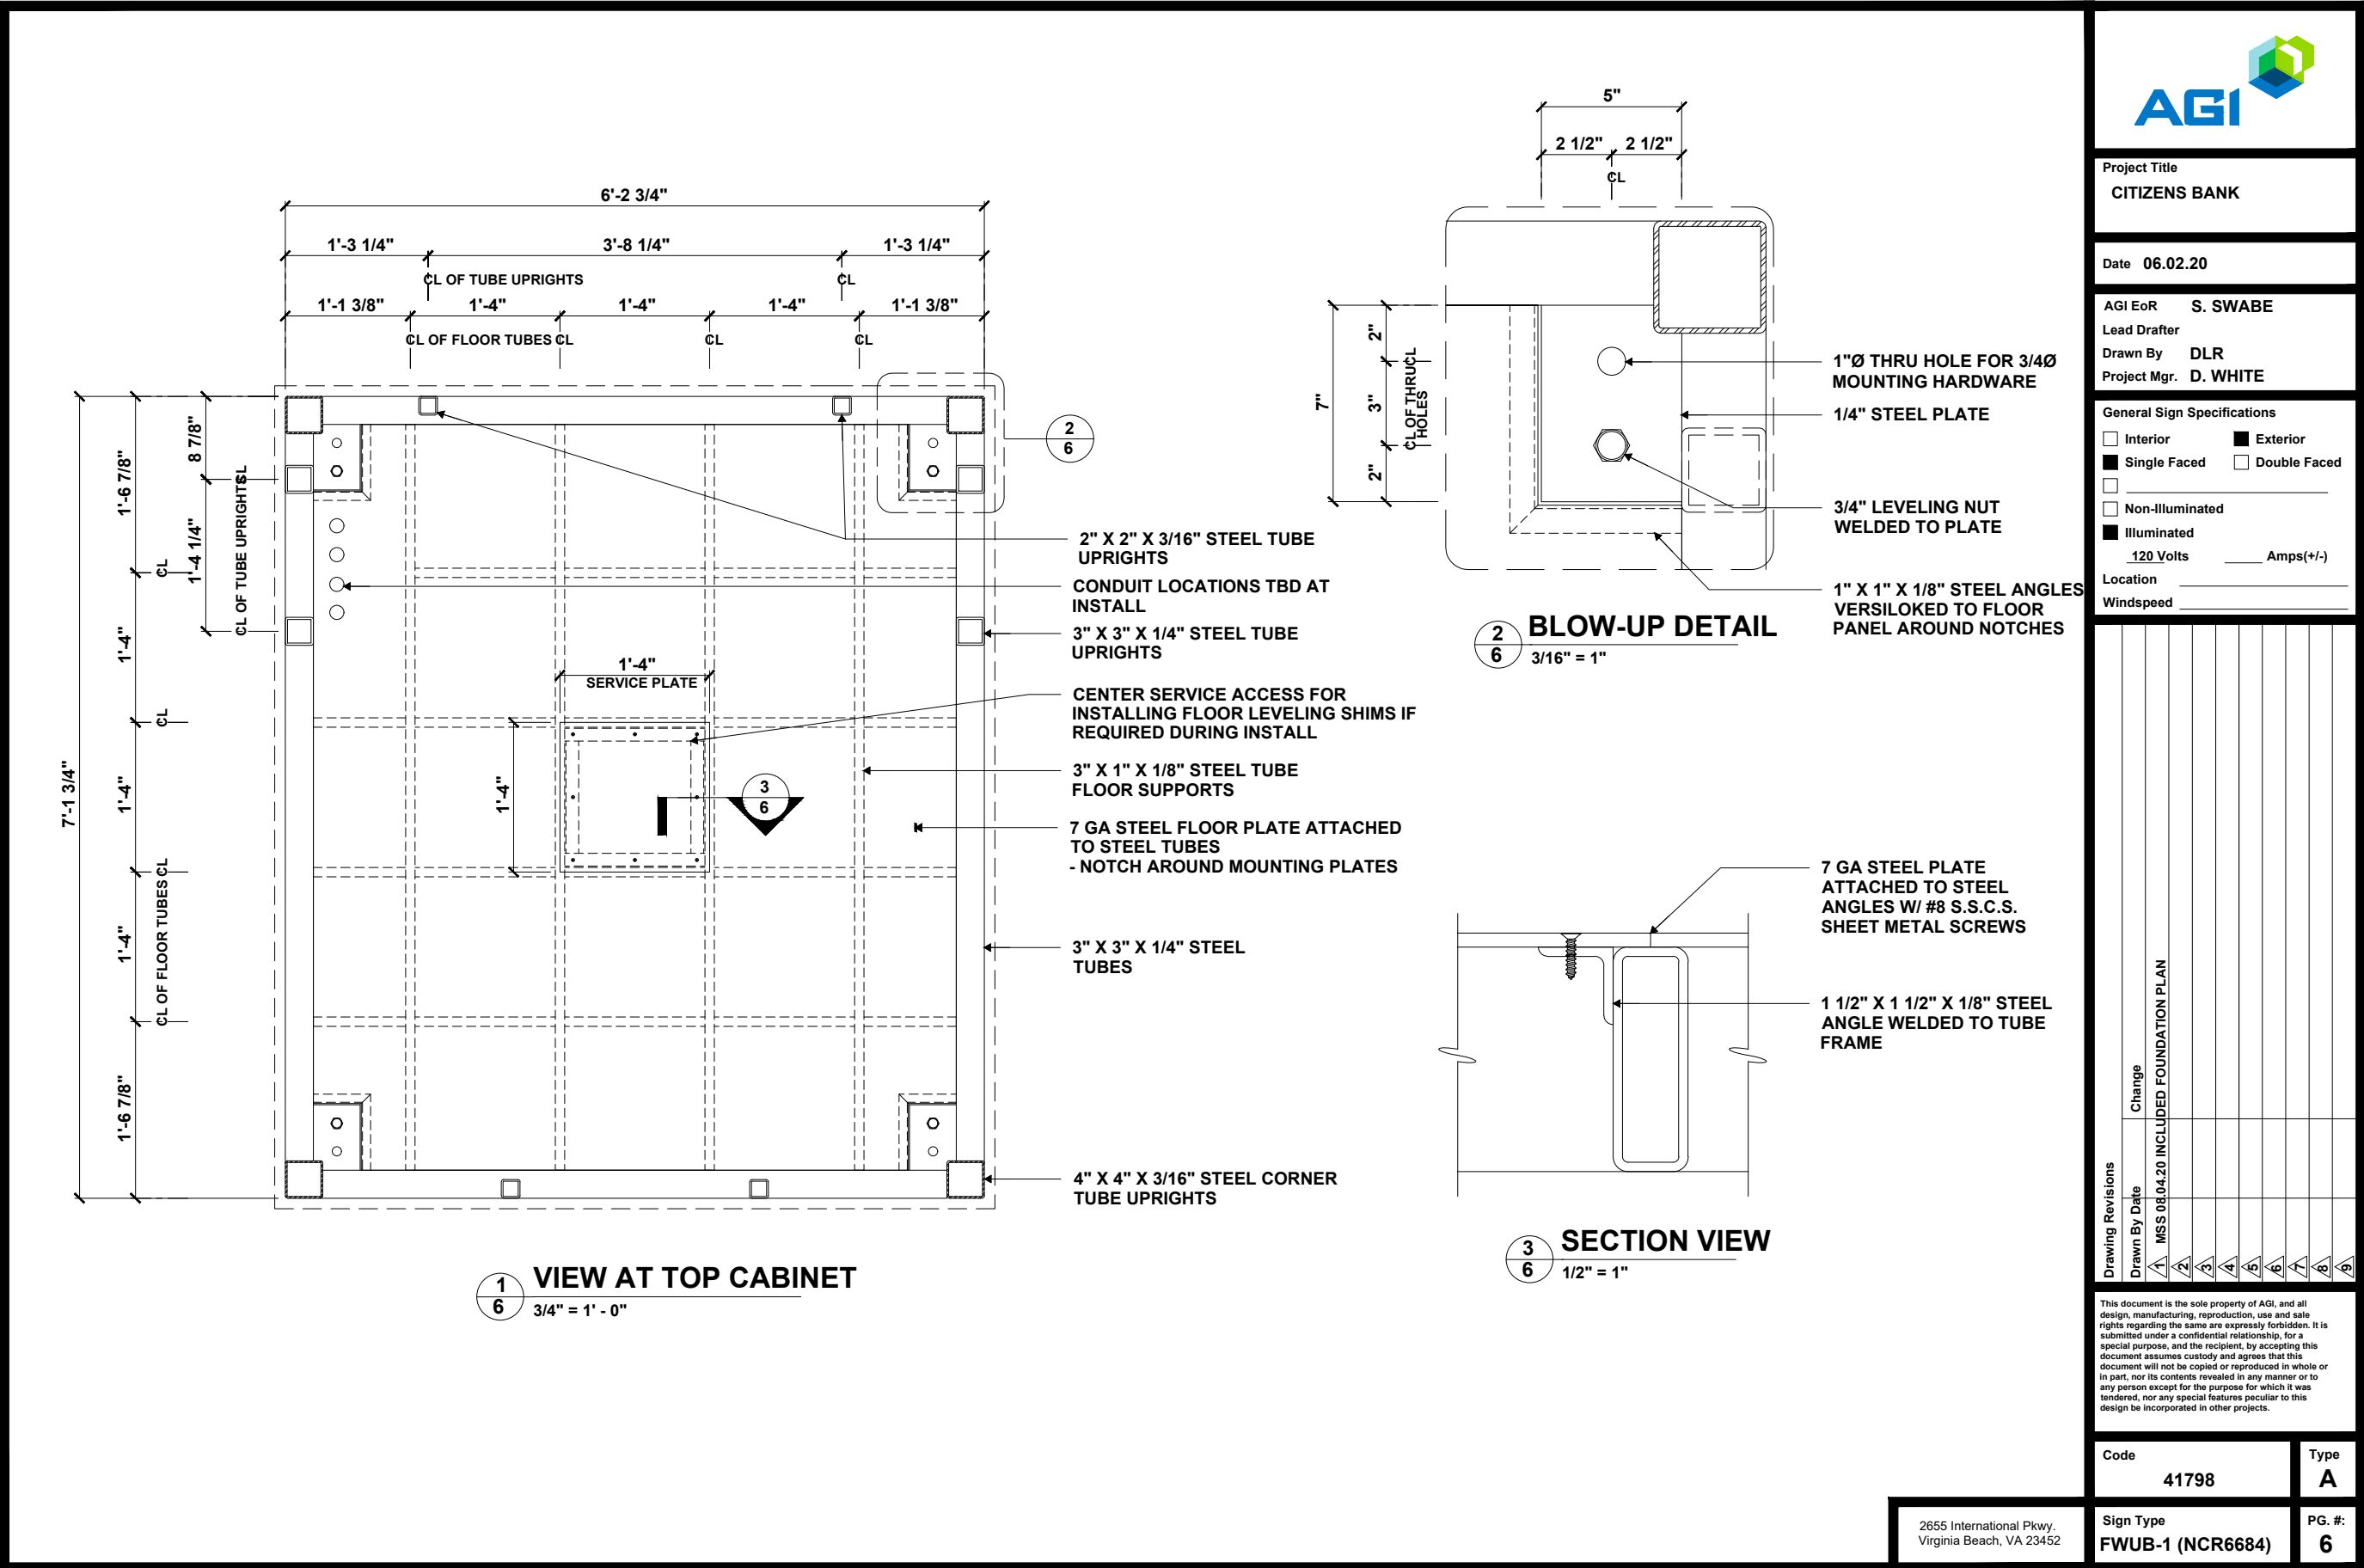 6'-2 3/4"
1'-3 1/4"
3'-8 1/4"
1'-3 1/4"
CL OF TUBE UPRIGHTS
CL
1'-1 3/8"
1'-4"
1'-4"
1'-4"
1'-1 3/8"
CL OF FLOOR TUBES CL
CL
CL
7'-1 3/4"
1'-6 7/8"
1'-4"
1'-4"
1'-4"
1'-6 7/8"
8 7/8"
1'-4 1/4"
CL OF TUBE UPRIGHTS
CL
CL
CL
CL OF FLOOR TUBES CL
2
6
2" X 2" X 3/16" STEEL TUBE
UPRIGHTS
CONDUIT LOCATIONS TBD AT
INSTALL
3" X 3" X 1/4" STEEL TUBE
UPRIGHTS
1'-4"
SERVICE PLATE
1'-4"
CENTER SERVICE ACCESS FOR
INSTALLING FLOOR LEVELING SHIMS IF
REQUIRED DURING INSTALL
3" X 1" X 1/8" STEEL TUBE
FLOOR SUPPORTS
3
6
7 GA STEEL FLOOR PLATE ATTACHED
TO STEEL TUBES
- NOTCH AROUND MOUNTING PLATES
3" X 3" X 1/4" STEEL
TUBES
4" X 4" X 3/16" STEEL CORNER
TUBE UPRIGHTS
1
6
VIEW AT TOP CABINET
3/4" = 1' - 0"
5"
2 1/2"
2 1/2"
CL
7"
2"
3"
2"
CL OF THRU
HOLES
CL
1"Ø THRU HOLE FOR 3/4Ø
MOUNTING HARDWARE
1/4" STEEL PLATE
3/4" LEVELING NUT
WELDED TO PLATE
1" X 1" X 1/8" STEEL ANGLES
VERSILOKED TO FLOOR
PANEL AROUND NOTCHES
2
6
BLOW-UP DETAIL
3/16" = 1"
7 GA STEEL PLATE
ATTACHED TO STEEL
ANGLES W/ #8 S.S.C.S.
SHEET METAL SCREWS
1 1/2" X 1 1/2" X 1/8" STEEL
ANGLE WELDED TO TUBE
FRAME
3
6
SECTION VIEW
1/2" = 1"
AGI
Project Title
CITIZENS BANK
Date 06.02.20
AGI EoR S. SWABE
Lead Drafter
Drawn By DLR
Project Mgr. D. WHITE
General Sign Specifications
Interior Exterior
Single Faced Double Faced
Non-Illuminated
Illuminated
120 Volts Amps(+/-)
Location
Windspeed
Drawing Revisions
Drawn By Date Change
1 MSS 08.04.20 INCLUDED FOUNDATION PLAN
2
3
4
5
6
7
8
9
This document is the sole property of AGI, and all
design, manufacturing, reproduction, use and sale
rights regarding the same are expressly forbidden. It is
submitted under a confidential relationship, for a
special purpose, and the recipient, by accepting this
document assumes custody and agrees that this
document will not be copied or reproduced in whole or
in part, nor its contents revealed in any manner or to
any person except for the purpose for which it was
tendered, nor any special features peculiar to this
design be incorporated in other projects.
Code
41798
Type
A
2655 International Pkwy.
Virginia Beach, VA 23452
Sign Type
FWUB-1 (NCR6684)
PG. #:
6